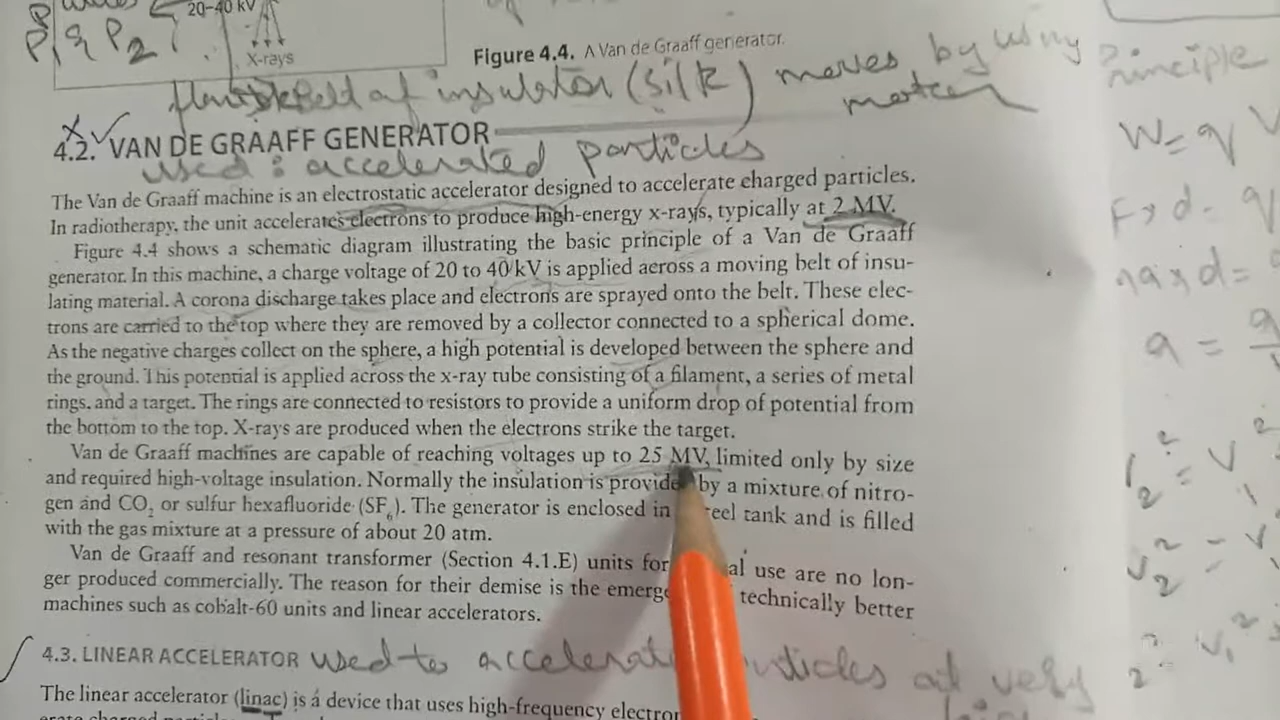 20–40 kV
P₁ & P₂
X-rays
Figure 4.4. A Van de Graaff generator.
belt of insulator (silk) moves by using
Principle
4.2. VAN DE GRAAFF GENERATOR
used : accelerated particles
W = q V
The Van de Graaff machine is an electrostatic accelerator designed to accelerate charged particles.
In radiotherapy, the unit accelerates electrons to produce high-energy x-rays, typically at 2 MV.
F x d = q
Figure 4.4 shows a schematic diagram illustrating the basic principle of a Van de Graaff
generator. In this machine, a charge voltage of 20 to 40 kV is applied across a moving belt of insu-
lating material. A corona discharge takes place and electrons are sprayed onto the belt. These elec-
trons are carried to the top where they are removed by a collector connected to a spherical dome.
As the negative charges collect on the sphere, a high potential is developed between the sphere and
a =
the ground. This potential is applied across the x-ray tube consisting of a filament, a series of metal
rings, and a target. The rings are connected to resistors to provide a uniform drop of potential from
the bottom to the top. X-rays are produced when the electrons strike the target.
Van de Graaff machines are capable of reaching voltages up to 25 MV, limited only by size
and required high-voltage insulation. Normally the insulation is provided by a mixture of nitro-
gen and CO₂ or sulfur hexafluoride (SF₆). The generator is enclosed in eel tank and is filled
with the gas mixture at a pressure of about 20 atm.
Van de Graaff and resonant transformer (Section 4.1.E) units for al use are no lon-
ger produced commercially. The reason for their demise is the emerge technically better
machines such as cobalt-60 units and linear accelerators.
4.3. LINEAR ACCELERATOR used to accelerate particles at very
The linear accelerator (linac) is a device that uses high-frequency electro